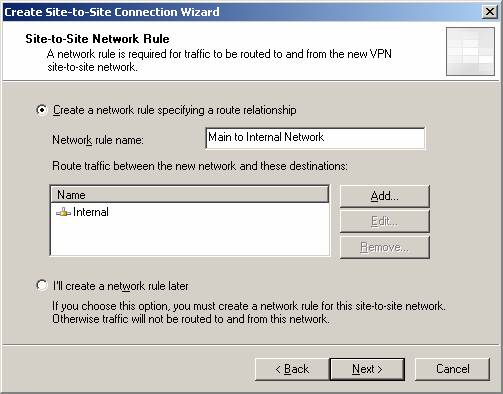 Create Site-to-Site Connection Wizard
Site-to-Site Network Rule
A network rule is required for traffic to be routed to and from the new VPN
site-to-site network.
Create a network rule specifying a route relationship
Network rule name: Main to Internal Network
Route traffic between the new network and these destinations:
Name
Internal
Add...
Edit...
Remove...
I'll create a network rule later
If you choose this option, you must create a network rule for this site-to-site network.
Otherwise traffic will not be routed to and from this network.
< Back Next > Cancel